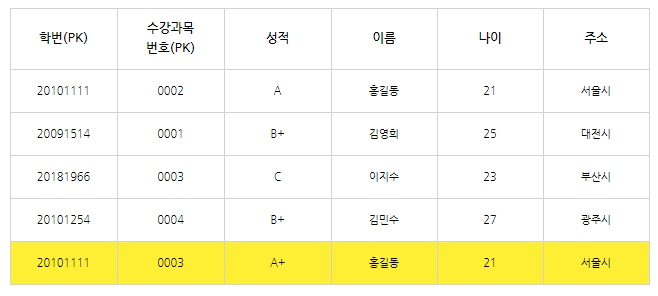 학번(PK) 수강과목 번호(PK) 성적 이름 나이 주소
20101111 0002 A 홍길동 21 서울시
20091514 0001 B+ 김영희 25 대전시
20181966 0003 C 이지수 23 부산시
20101254 0004 B+ 김민수 27 광주시
20101111 0003 A+ 홍길동 21 서울시